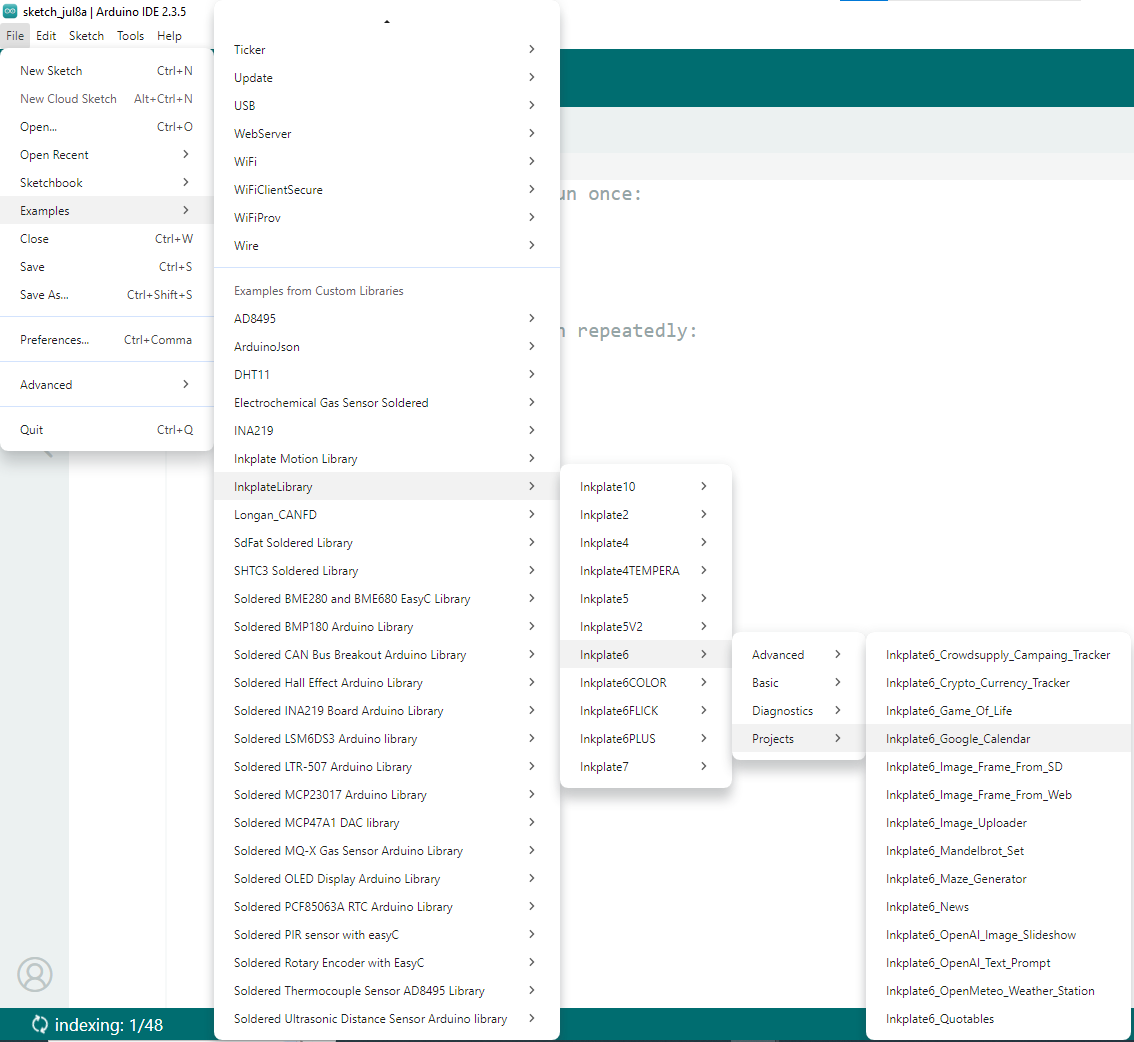 sketch_jul8a | Arduino IDE 2.3.5
File Edit Sketch Tools Help
New Sketch Ctrl+N
New Cloud Sketch Alt+Ctrl+N
Open... Ctrl+O
Open Recent
Sketchbook
Examples
Close Ctrl+W
Save Ctrl+S
Save As... Ctrl+Shift+S
Preferences... Ctrl+Comma
Advanced
Quit Ctrl+Q
Ticker
Update
USB
WebServer
WiFi
WiFiClientSecure
WiFiProv
Wire
Examples from Custom Libraries
AD8495
ArduinoJson
DHT11
Electrochemical Gas Sensor Soldered
INA219
Inkplate Motion Library
InkplateLibrary
Longan_CANFD
SdFat Soldered Library
SHTC3 Soldered Library
Soldered BME280 and BME680 EasyC Library
Soldered BMP180 Arduino Library
Soldered CAN Bus Breakout Arduino Library
Soldered Hall Effect Arduino Library
Soldered INA219 Board Arduino Library
Soldered LSM6DS3 Arduino library
Soldered LTR-507 Arduino Library
Soldered MCP23017 Arduino Library
Soldered MCP47A1 DAC library
Soldered MQ-X Gas Sensor Arduino Library
Soldered OLED Display Arduino Library
Soldered PCF85063A RTC Arduino Library
Soldered PIR sensor with easyC
Soldered Rotary Encoder with EasyC
Soldered Thermocouple Sensor AD8495 Library
Soldered Ultrasonic Distance Sensor Arduino library
Inkplate10
Inkplate2
Inkplate4
Inkplate4TEMPERA
Inkplate5
Inkplate5V2
Inkplate6
Inkplate6COLOR
Inkplate6FLICK
Inkplate6PLUS
Inkplate7
Advanced
Basic
Diagnostics
Projects
Inkplate6_Crowdsupply_Campaing_Tracker
Inkplate6_Crypto_Currency_Tracker
Inkplate6_Game_Of_Life
Inkplate6_Google_Calendar
Inkplate6_Image_Frame_From_SD
Inkplate6_Image_Frame_From_Web
Inkplate6_Image_Uploader
Inkplate6_Mandelbrot_Set
Inkplate6_Maze_Generator
Inkplate6_News
Inkplate6_OpenAI_Image_Slideshow
Inkplate6_OpenAI_Text_Prompt
Inkplate6_OpenMeteo_Weather_Station
Inkplate6_Quotables
once:
repeatedly:
indexing: 1/48